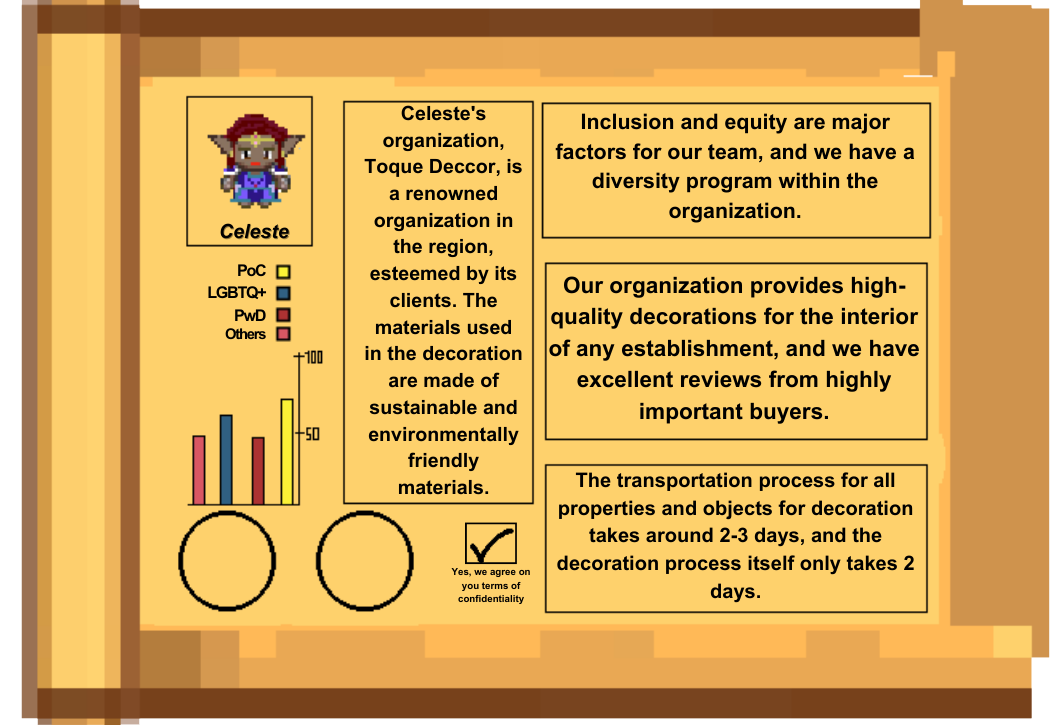 Celeste
PoC
LGBTQ+
PwD
Others
100
50
Celeste's
organization,
Toque Deccor, is
a renowned
organization in
the region,
esteemed by its
clients. The
materials used
in the decoration
are made of
sustainable and
environmentally
friendly
materials.
Yes, we agree on
you terms of
confidentiality
Inclusion and equity are major
factors for our team, and we have a
diversity program within the
organization.
Our organization provides high-
quality decorations for the interior
of any establishment, and we have
excellent reviews from highly
important buyers.
The transportation process for all
properties and objects for decoration
takes around 2-3 days, and the
decoration process itself only takes 2
days.